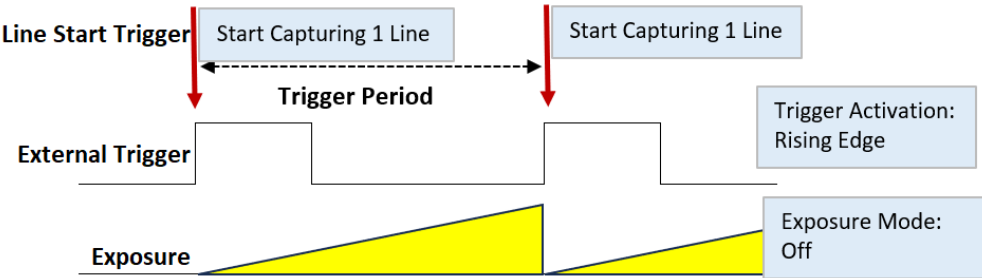 Line Start Trigger
Start Capturing 1 Line
Start Capturing 1 Line
Trigger Period
Trigger Activation:
Rising Edge
External Trigger
Exposure Mode:
Off
Exposure